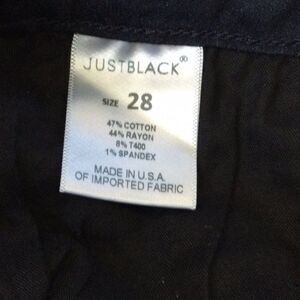 JUSTBLACK®
SIZE 28
47% COTTON
44% RAYON
8% T400
1% SPANDEX
MADE IN U.S.A.
OF IMPORTED FABRIC